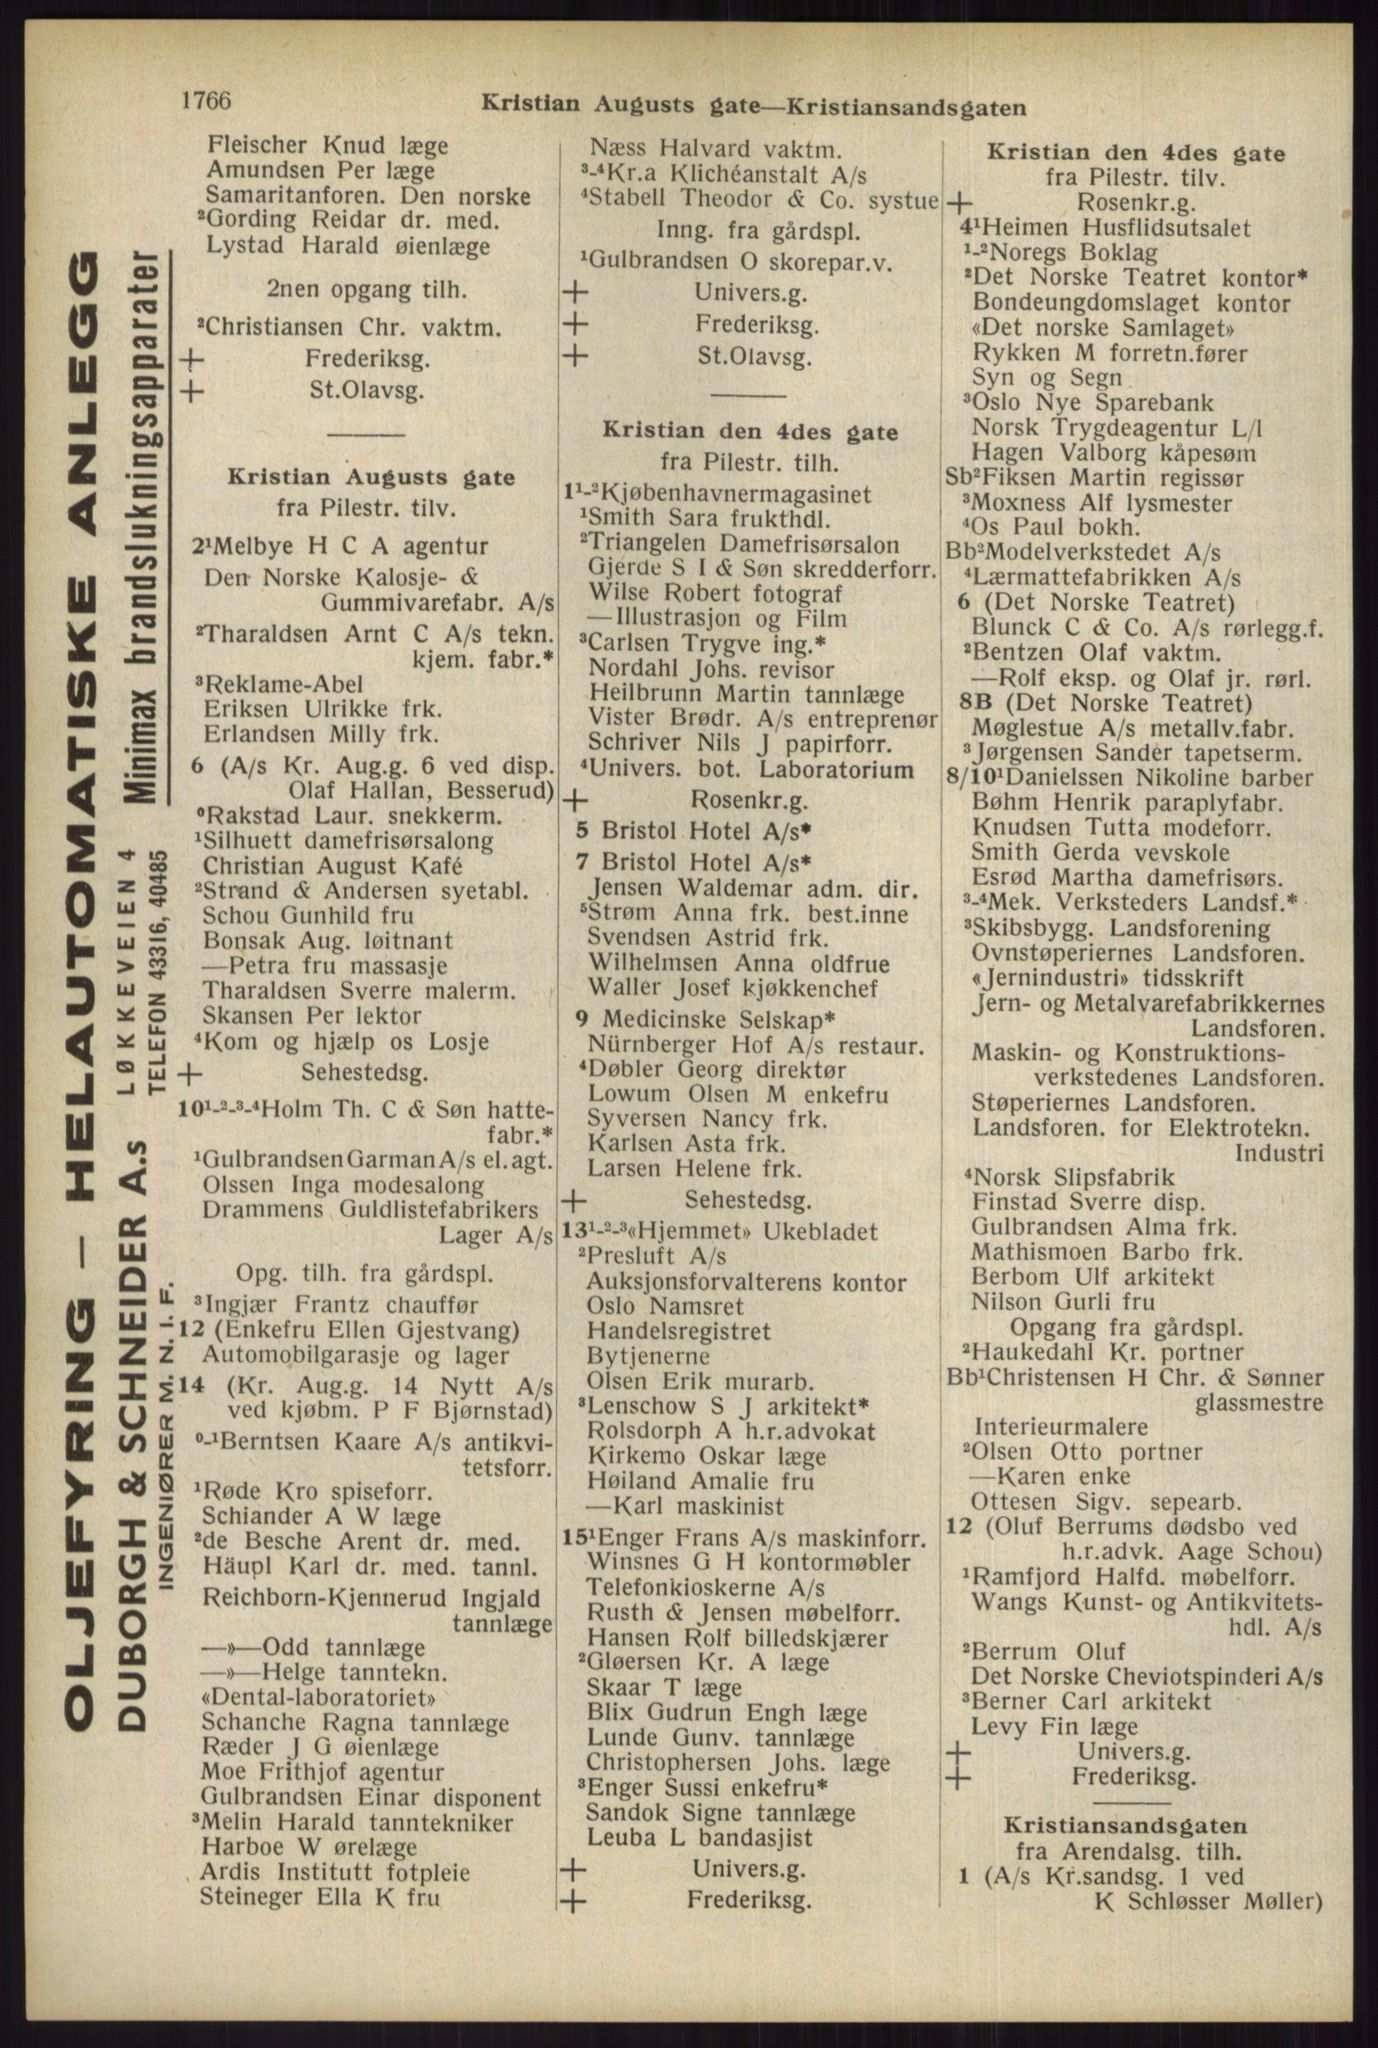 1766
Kristian Augusts gate—Kristiansandsgaten
OLJEFYRING — HELAUTOMATISKE ANLEGG
Minimax brandslukningsapparater
DUBORGH & SCHNEIDER A.s
LØKKEVEIEN 4
INGENIØRER M. N. I. F.
TELEFON 43316, 40485
Fleischer Knud læge
Amundsen Per læge
Samaritanforen. Den norske
²Gording Reidar dr. med.
Lystad Harald øienlæge
2nen opgang tilh.
²Christiansen Chr. vaktm.
+ Frederiksg.
+ St.Olavsg.
Kristian Augusts gate
fra Pilestr. tilv.
2¹Melbye H C A agentur
Den Norske Kalosje- &
Gummivarefabr. A/s
²Tharaldsen Arnt C A/s tekn.
kjem. fabr.*
³Reklame-Abel
Eriksen Ulrikke frk.
Erlandsen Milly frk.
6 (A/s Kr. Aug.g. 6 ved disp.
Olaf Hallan, Besserud)
⁰Rakstad Laur. snekkerm.
¹Silhuett damefrisørsalong
Christian August Kafé
²Strand & Andersen syetabl.
Schou Gunhild fru
Bonsak Aug. løitnant
—Petra fru massasje
Tharaldsen Sverre malerm.
Skansen Per lektor
⁴Kom og hjælp os Losje
+ Sehestedsg.
10¹-²-³-⁴Holm Th. C & Søn hatte-
fabr.*
¹Gulbrandsen Garman A/s el. agt.
Olssen Inga modesalong
Drammens Guldlistefabrikers
Lager A/s
Opg. tilh. fra gårdspl.
³Ingjær Frantz chauffør
12 (Enkefru Ellen Gjestvang)
Automobilgarasje og lager
14 (Kr. Aug.g. 14 Nytt A/s
ved kjøbm. P F Bjørnstad)
⁰-¹Berntsen Kaare A/s antikvi-
tetsforr.
¹Røde Kro spiseforr.
Schiander A W læge
²de Besche Arent dr. med.
Häupl Karl dr. med. tannl.
Reichborn-Kjennerud Ingjald
tannlæge
—»—Odd tannlæge
—»—Helge tanntekn.
«Dental-laboratoriet»
Schanche Ragna tannlæge
Ræder J G øienlæge
Moe Frithjof agentur
Gulbrandsen Einar disponent
³Melin Harald tanntekniker
Harboe W ørelæge
Ardis Institutt fotpleie
Steineger Ella K fru
Næss Halvard vaktm.
³-⁴Kr.a Klichéanstalt A/s
⁴Stabell Theodor & Co. systue
Inng. fra gårdspl.
¹Gulbrandsen O skorepar.v.
+ Univers.g.
+ Frederiksg.
+ St.Olavsg.
Kristian den 4des gate
fra Pilestr. tilh.
1¹-²Kjøbenhavnermagasinet
¹Smith Sara frukthdl.
²Triangelen Damefrisørsalon
Gjerde S I & Søn skredderforr.
Wilse Robert fotograf
—Illustrasjon og Film
³Carlsen Trygve ing.*
Nordahl Johs. revisor
Heilbrunn Martin tannlæge
Vister Brødr. A/s entreprenør
Schriver Nils J papirforr.
⁴Univers. bot. Laboratorium
+ Rosenkr.g.
5 Bristol Hotel A/s*
7 Bristol Hotel A/s*
Jensen Waldemar adm. dir.
⁵Strøm Anna frk. best.inne
Svendsen Astrid frk.
Wilhelmsen Anna oldfrue
Waller Josef kjøkkenchef
9 Medicinske Selskap*
Nürnberger Hof A/s restaur.
⁴Døbler Georg direktør
Lowum Olsen M enkefru
Syversen Nancy frk.
Karlsen Asta frk.
Larsen Helene frk.
+ Sehestedsg.
13¹-²-³«Hjemmet» Ukebladet
²Presluft A/s
Auksjonsforvalterens kontor
Oslo Namsret
Handelsregistret
Bytjenerne
Olsen Erik murarb.
³Lenschow S J arkitekt*
Rolsdorph A h.r.advokat
Kirkemo Oskar læge
Høiland Amalie fru
—Karl maskinist
15¹Enger Frans A/s maskinforr.
Winsnes G H kontormøbler
Telefonkioskerne A/s
Rusth & Jensen møbelforr.
Hansen Rolf billedskjærer
²Gløersen Kr. A læge
Skaar T læge
Blix Gudrun Engh læge
Lunde Gunv. tannlæge
Christophersen Johs. læge
³Enger Sussi enkefru*
Sandok Signe tannlæge
Leuba L bandasjist
+ Univers.g.
+ Frederiksg.
Kristian den 4des gate
fra Pilestr. tilv.
+ Rosenkr.g.
4¹Heimen Husflidsutsalet
¹-²Noregs Boklag
²Det Norske Teatret kontor*
Bondeungdomslaget kontor
«Det norske Samlaget»
Rykken M forretn.fører
Syn og Segn
³Oslo Nye Sparebank
Norsk Trygdeagentur L/l
Hagen Valborg kåpesøm
Sb²Fiksen Martin regissør
³Moxness Alf lysmester
⁴Os Paul bokh.
Bb²Modelverkstedet A/s
⁴Lærmattefabrikken A/s
6 (Det Norske Teatret)
Blunck C & Co. A/s rørlegg.f.
²Bentzen Olaf vaktm.
—Rolf eksp. og Olaf jr. rørl.
8B (Det Norske Teatret)
Møglestue A/s metallv.fabr.
³Jørgensen Sander tapetserm.
8/10¹Danielssen Nikoline barber
Bøhm Henrik paraplyfabr.
Knudsen Tutta modeforr.
Smith Gerda vevskole
Esrød Martha damefrisørs.
³-⁴Mek. Verksteders Landsf.*
³Skibsbygg. Landsforening
Ovnstøperiernes Landsforen.
«Jernindustri» tidsskrift
Jern- og Metalvarefabrikkernes
Landsforen.
Maskin- og Konstruktions-
verkstedenes Landsforen.
Støperiernes Landsforen.
Landsforen. for Elektrotekn.
Industri
⁴Norsk Slipsfabrik
Finstad Sverre disp.
Gulbrandsen Alma frk.
Mathismoen Barbo frk.
Berbom Ulf arkitekt
Nilson Gurli fru
Opgang fra gårdspl.
²Haukedahl Kr. portner
Bb¹Christensen H Chr. & Sønner
glassmestre
Interieurmalere
²Olsen Otto portner
—Karen enke
Ottesen Sigv. sepearb.
12 (Oluf Berrums dødsbo ved
h.r.advk. Aage Schou)
¹Ramfjord Halfd. møbelforr.
Wangs Kunst- og Antikvitets-
hdl. A/s
²Berrum Oluf
Det Norske Cheviotspinderi A/s
³Berner Carl arkitekt
Levy Fin læge
+ Univers.g.
+ Frederiksg.
Kristiansandsgaten
fra Arendalsg. tilh.
1 (A/s Kr.sandsg. 1 ved
K Schløsser Møller)